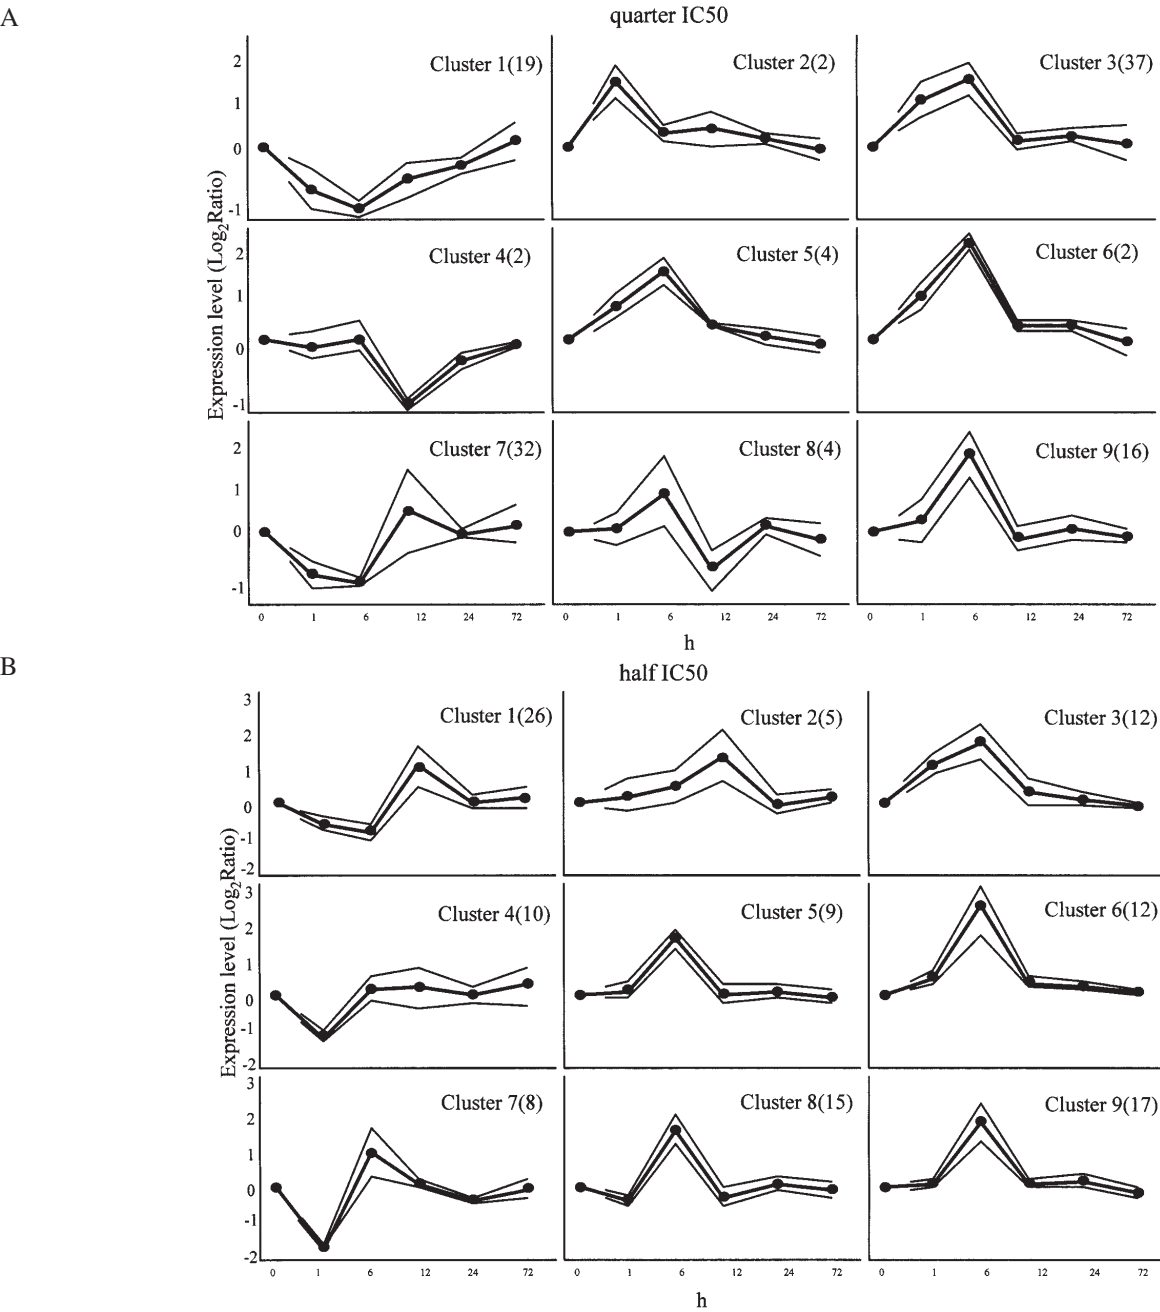 A
quarter IC50
Cluster 1(19)
Cluster 2(2)
Cluster 3(37)
2
1
0
-1
Cluster 4(2)
Cluster 5(4)
Cluster 6(2)
2
1
0
-1
Cluster 7(32)
Cluster 8(4)
Cluster 9(16)
2
1
0
-1
Expression level (Log2Ratio)
0 1 6 12 24 72
0 1 6 12 24 72
0 1 6 12 24 72
h
B
half IC50
Cluster 1(26)
Cluster 2(5)
Cluster 3(12)
3
2
1
0
-1
-2
Cluster 4(10)
Cluster 5(9)
Cluster 6(12)
3
2
1
0
-1
-2
Cluster 7(8)
Cluster 8(15)
Cluster 9(17)
3
2
1
0
-1
-2
Expression level (Log2Ratio)
0 1 6 12 24 72
0 1 6 12 24 72
0 1 6 12 24 72
h